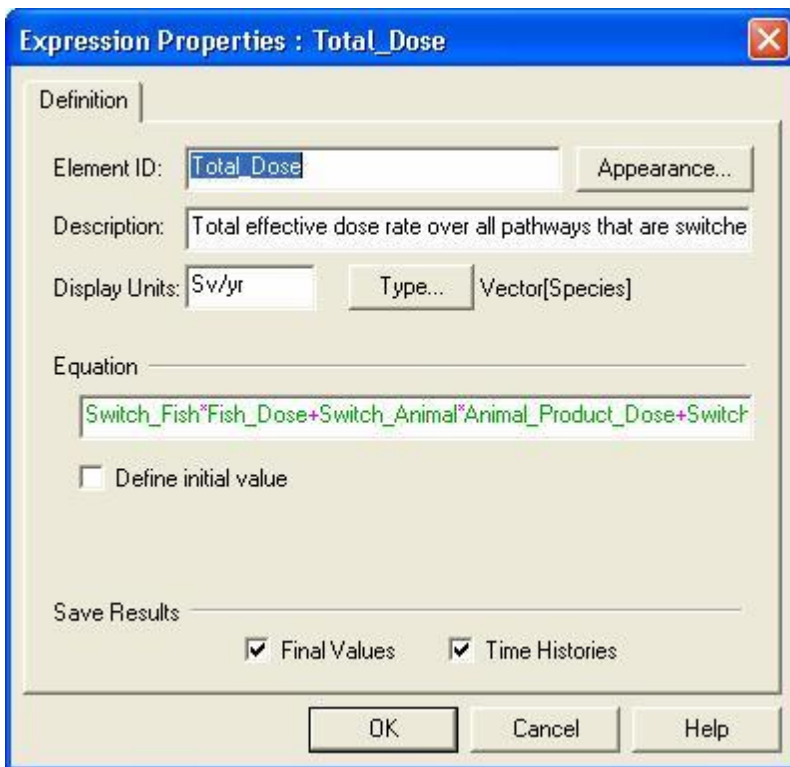 Expression Properties : Total_Dose
Definition
Element ID: Total_Dose Appearance...
Description: Total effective dose rate over all pathways that are switche
Display Units: Sv/yr Type... Vector[Species]
Equation
Switch_Fish*Fish_Dose+Switch_Animal*Animal_Product_Dose+Switch
Define initial value
Save Results
Final Values Time Histories
OK Cancel Help